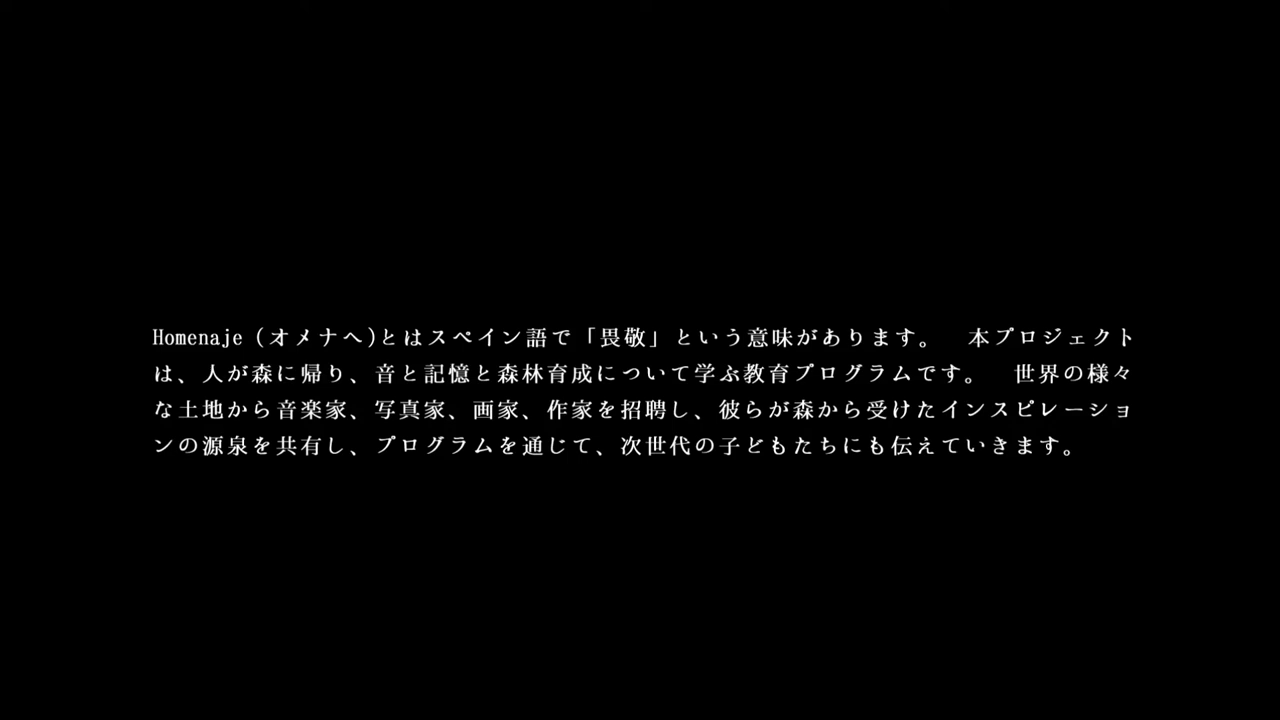 Homenaje (オメナヘ)とはスペイン語で「畏敬」という意味があります。　本プロジェクト
は、人が森に帰り、音と記憶と森林育成について学ぶ教育プログラムです。　世界の様々
な土地から音楽家、写真家、画家、作家を招聘し、彼らが森から受けたインスピレーショ
ンの源泉を共有し、プログラムを通じて、次世代の子どもたちにも伝えていきます。